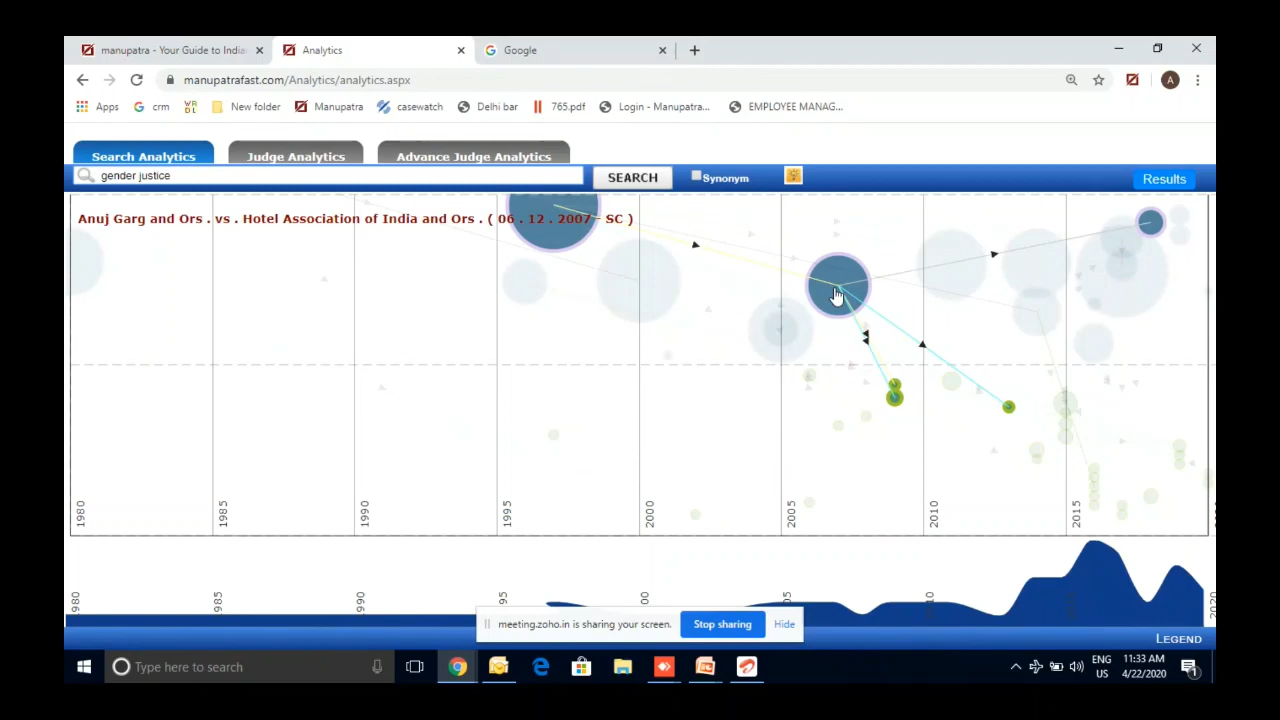 manupatra - Your Guide to India
Analytics
Google
manupatrafast.com/Analytics/analytics.aspx
A
Apps
crm
New folder
Manupatra
casewatch
Delhi bar
765.pdf
Login - Manupatra...
EMPLOYEE MANAG...
Search Analytics
Judge Analytics
Advance Judge Analytics
gender justice
SEARCH
Synonym
Results
Anuj Garg and Ors . vs . Hotel Association of India and Ors . ( 06 . 12 . 2007 - SC )
1980
1985
1990
1995
2000
2005
2010
2015
980
985
990
95
00
05
10
2020
meeting.zoho.in is sharing your screen.
Stop sharing
Hide
LEGEND
Type here to search
ENG
US
11:33 AM
4/22/2020
1